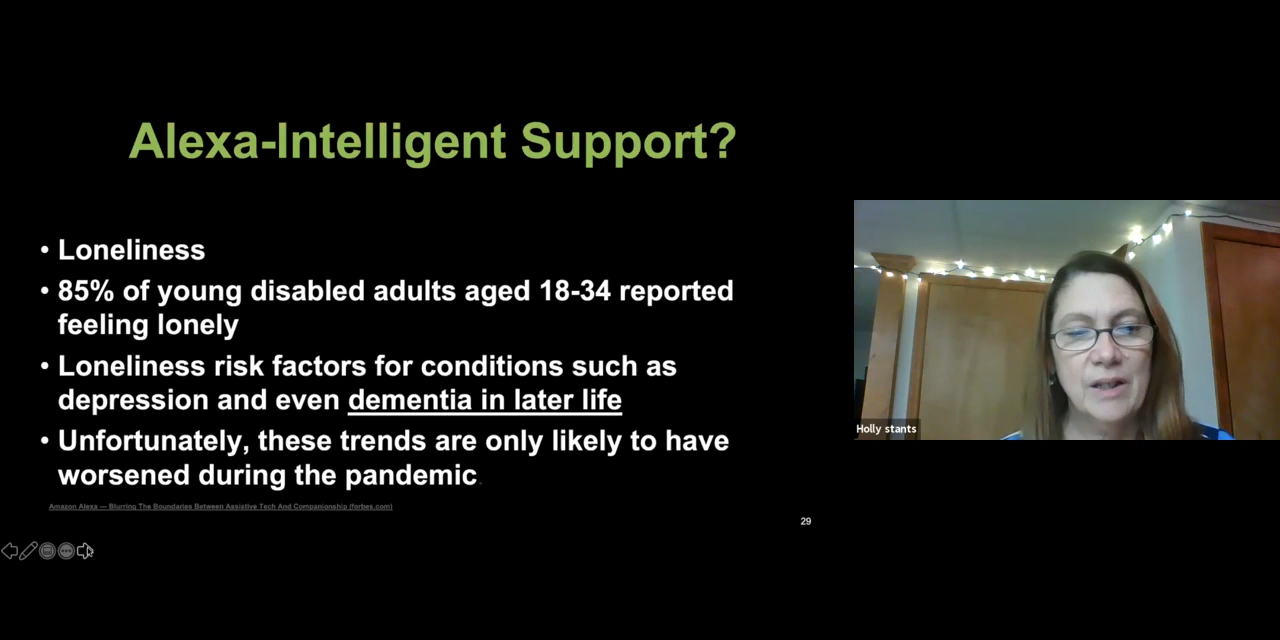 Alexa-Intelligent Support?
• Loneliness
• 85% of young disabled adults aged 18-34 reported
feeling lonely
• Loneliness risk factors for conditions such as
depression and even dementia in later life
• Unfortunately, these trends are only likely to have
worsened during the pandemic.
Amazon Alexa — Blurring The Boundaries Between Assistive Tech And Companionship (forbes.com)
29
Holly stants